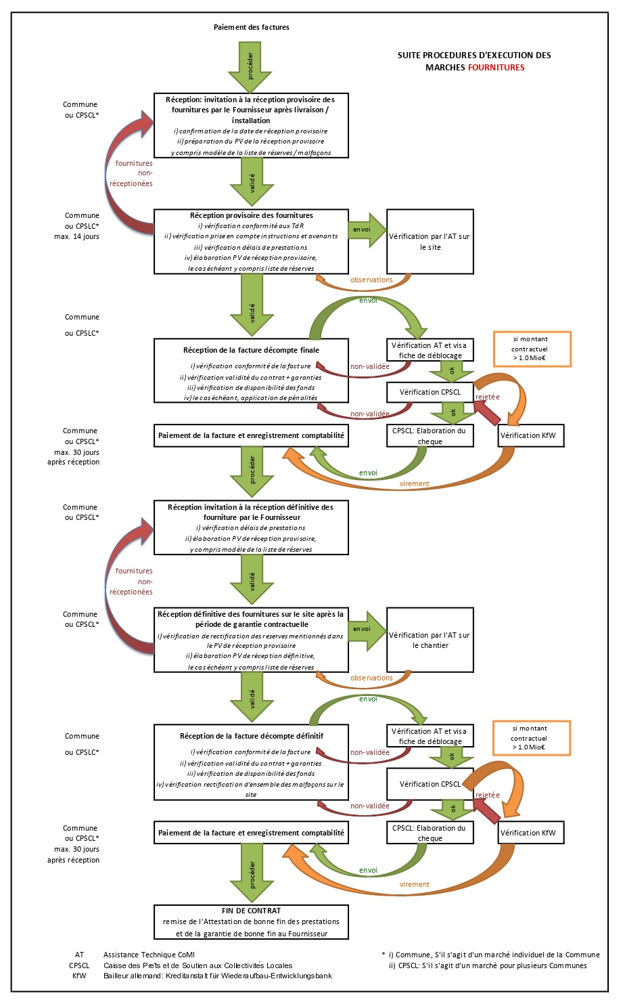 Paiement des factures
SUITE PROCEDURES D'EXECUTION DES
MARCHES FOURNITURES
procéder
Commune
ou CPSCL*
Réception: invitation à la réception provisoire des
fournitures par le Fournisseur après livraison /
installation
i) confirmation de la date de réception provisoire
ii) préparation du PV de la réception provisoire
y compris modèle de la liste de réserves / malfaçons
fournitures
non-
réceptionées
validé
Commune
ou CPSLC*
max. 14 jours
Réception provisoire des fournitures
i) vérification conformité aux TdR
ii) vérification prise en compte instructions et avenants
iii) vérification délais de prestations
iv) élaboration PV de réception provisoire,
le cas échéant y compris liste de réserves
envoi
Vérification par l'AT sur
le site
observations
validé
envoi
Commune
ou CPSLC*
Réception de la facture décompte finale
i) vérification conformité de la facture
ii) vérification validité du contrat + garanties
iii) vérification de disponibilité des fonds
iv) le cas échéant, application de pénalités
Vérification AT et visa
fiche de déblocage
si montant
contractuel
> 1.0 Mio€
non-validée
ok
Vérification CPSCL
rejetée
non-validée
ok
Commune
ou CPSCL*
max. 30 jours
après réception
Paiement de la facture et enregistrement comptabilité
CPSCL: Elaboration du
cheque
Vérification KfW
envoi
virement
procéder
Commune
ou CPSCL*
Réception invitation à la réception définitive des
fourniture par le Fournisseur
i) vérification délais de prestations
ii) élaboration PV de réception provisoire,
y compris modèle de la liste de réserves
fournitures
non-
réceptionées
validé
Commune
ou CPSCL*
Réception définitive des fournitures sur le site après la
période de garantie contractuelle
i) vérification de rectification des reserves mentionnés dans
le PV de réception provisoire
ii) élaboration PV de réception définitive,
le cas échéant y compris liste de réserves
envoi
Vérification par l'AT sur
le chantier
observations
validé
envoi
Commune
ou CPSLC*
Réception de la facture décompte définitif
i) vérification conformité de la facture
ii) vérification validité du contrat + garanties
iii) vérification de disponibilité des fonds
iv) vérification rectification d'ensemble des malfaçons sur le
site
Vérification AT et visa
fiche de déblocage
si montant
contractuel
> 1.0 Mio€
non-validée
ok
Vérification CPSCL
rejetée
non-validée
ok
Commune
ou CPSCL*
max. 30 jours
après réception
Paiement de la facture et enregistrement comptabilité
CPSCL: Elaboration du
cheque
Vérification KfW
envoi
virement
procéder
FIN DE CONTRAT
remise de l'Attestation de bonne fin des prestations
et de la garantie de bonne fin au Fournisseur
AT Assistance Technique CoMI
CPSCL Caisse des Prêts et de Soutien aux Collectivités Locales
KfW Bailleur allemand: Kreditanstalt für Wiederaufbau-Entwicklungsbank
* i) Commune, S'il s'agit d'un marché individuel de la Commune
ii) CPSCL: S'il s'agit d'un marché pour plusieurs Communes